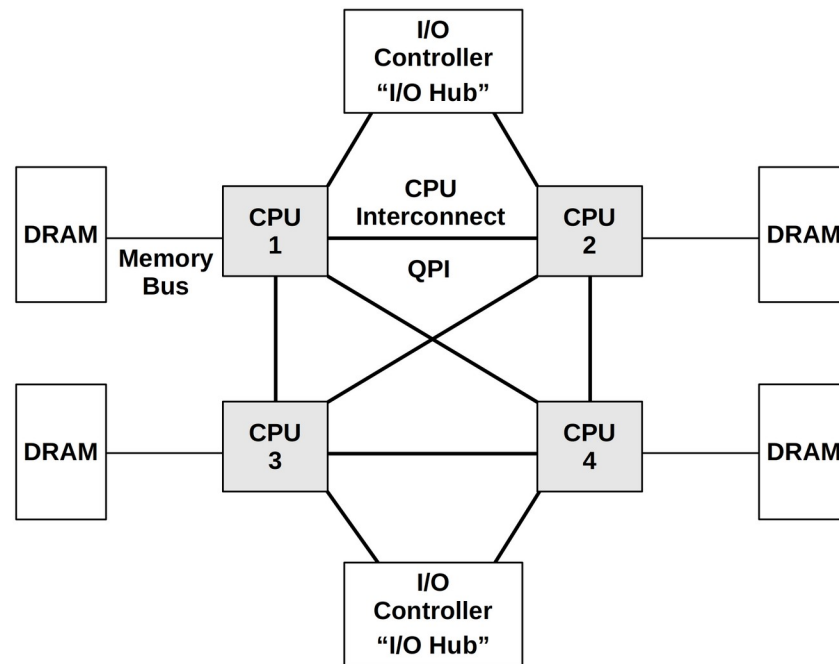 I/O
Controller
“I/O Hub”
CPU
Interconnect
QPI
DRAM
Memory
Bus
CPU
1
CPU
2
DRAM
DRAM
CPU
3
CPU
4
DRAM
I/O
Controller
“I/O Hub”